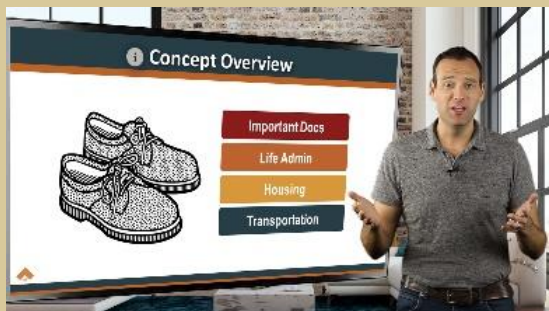 Concept Overview
Important Docs
Life Admin
Housing
Transportation